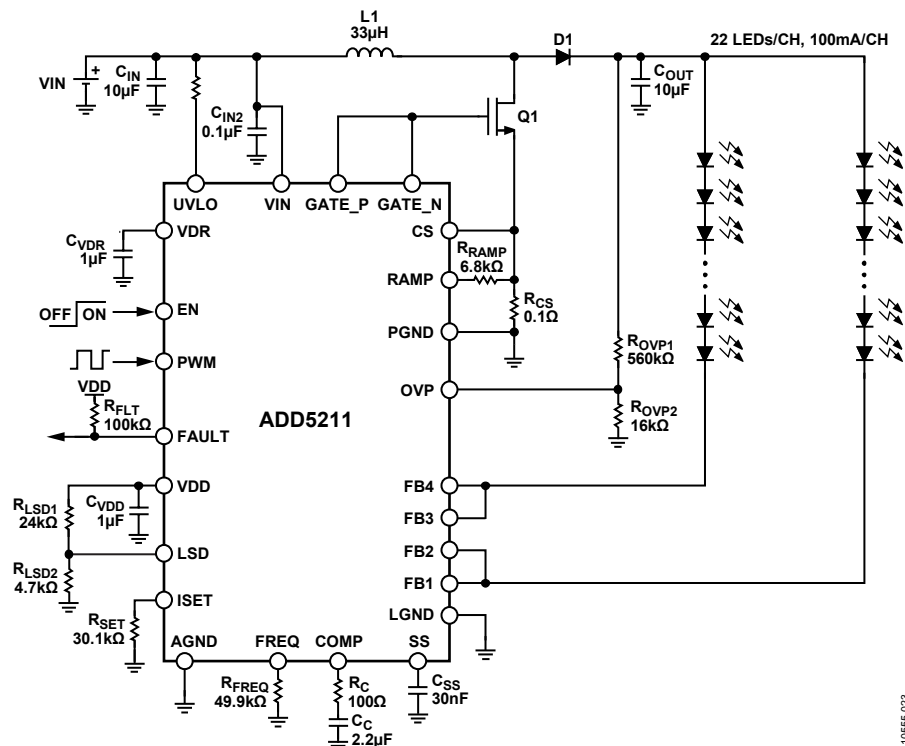 L1
33µH
D1
22 LEDs/CH, 100mA/CH
VIN
+
CIN
10µF
CIN2
0.1µF
COUT
10µF
Q1
UVLO
VIN
GATE_P
GATE_N
VDR
CVDR
1µF
CS
RRAMP
6.8kΩ
RAMP
RCS
0.1Ω
OFF
ON
EN
PGND
PWM
ROVP1
560kΩ
VDD
RFLT
100kΩ
OVP
ROVP2
16kΩ
ADD5211
FAULT
VDD
FB4
RLSD1
24kΩ
CVDD
1µF
FB3
LSD
FB2
RLSD2
4.7kΩ
FB1
ISET
LGND
RSET
30.1kΩ
AGND
FREQ
COMP
SS
RFREQ
49.9kΩ
RC
100Ω
CSS
30nF
CC
2.2µF
10555-023